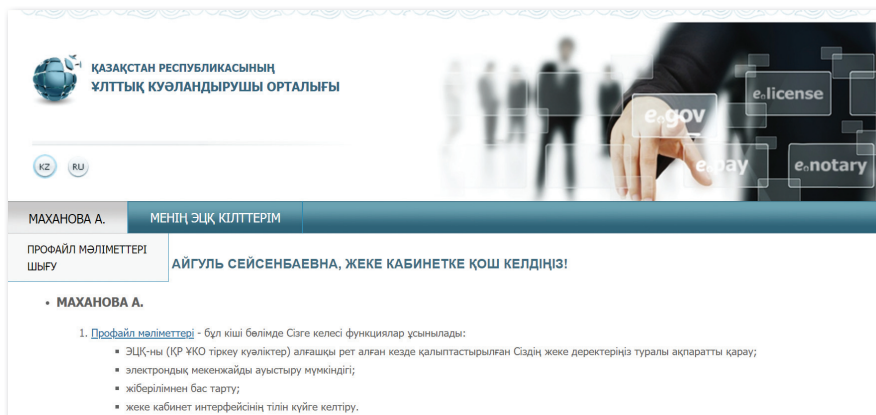 ҚАЗАҚСТАН РЕСПУБЛИКАСЫНЫҢ
ҰЛТТЫҚ КУӘЛАНДЫРУШЫ ОРТАЛЫҒЫ
e.license
e.gov
e.pay
e.notary
KZ RU
МАХАНОВА А. МЕНІҢ ЭЦҚ КІЛТТЕРІМ
ПРОФАЙЛ МӘЛІМЕТТЕРІ
ШЫҒУ
АЙГУЛЬ СЕЙСЕНБАЕВНА, ЖЕКЕ КАБИНЕТКЕ ҚОШ КЕЛДІҢІЗ!
• МАХАНОВА А.
1. Профайл мәліметтері - бұл кіші бөлімде Сізге келесі функциялар ұсынылады:
▪ ЭЦҚ-ны (ҚР ҰКО тіркеу куәліктер) алғашқы рет алған кезде қалыптастырылған Сіздің жеке деректеріңіз туралы ақпаратты қарау;
▪ электрондық мекенжайды ауыстыру мүмкіндігі;
▪ жіберілімнен бас тарту;
▪ жеке кабинет интерфейсінің тілін күйге келтіру.